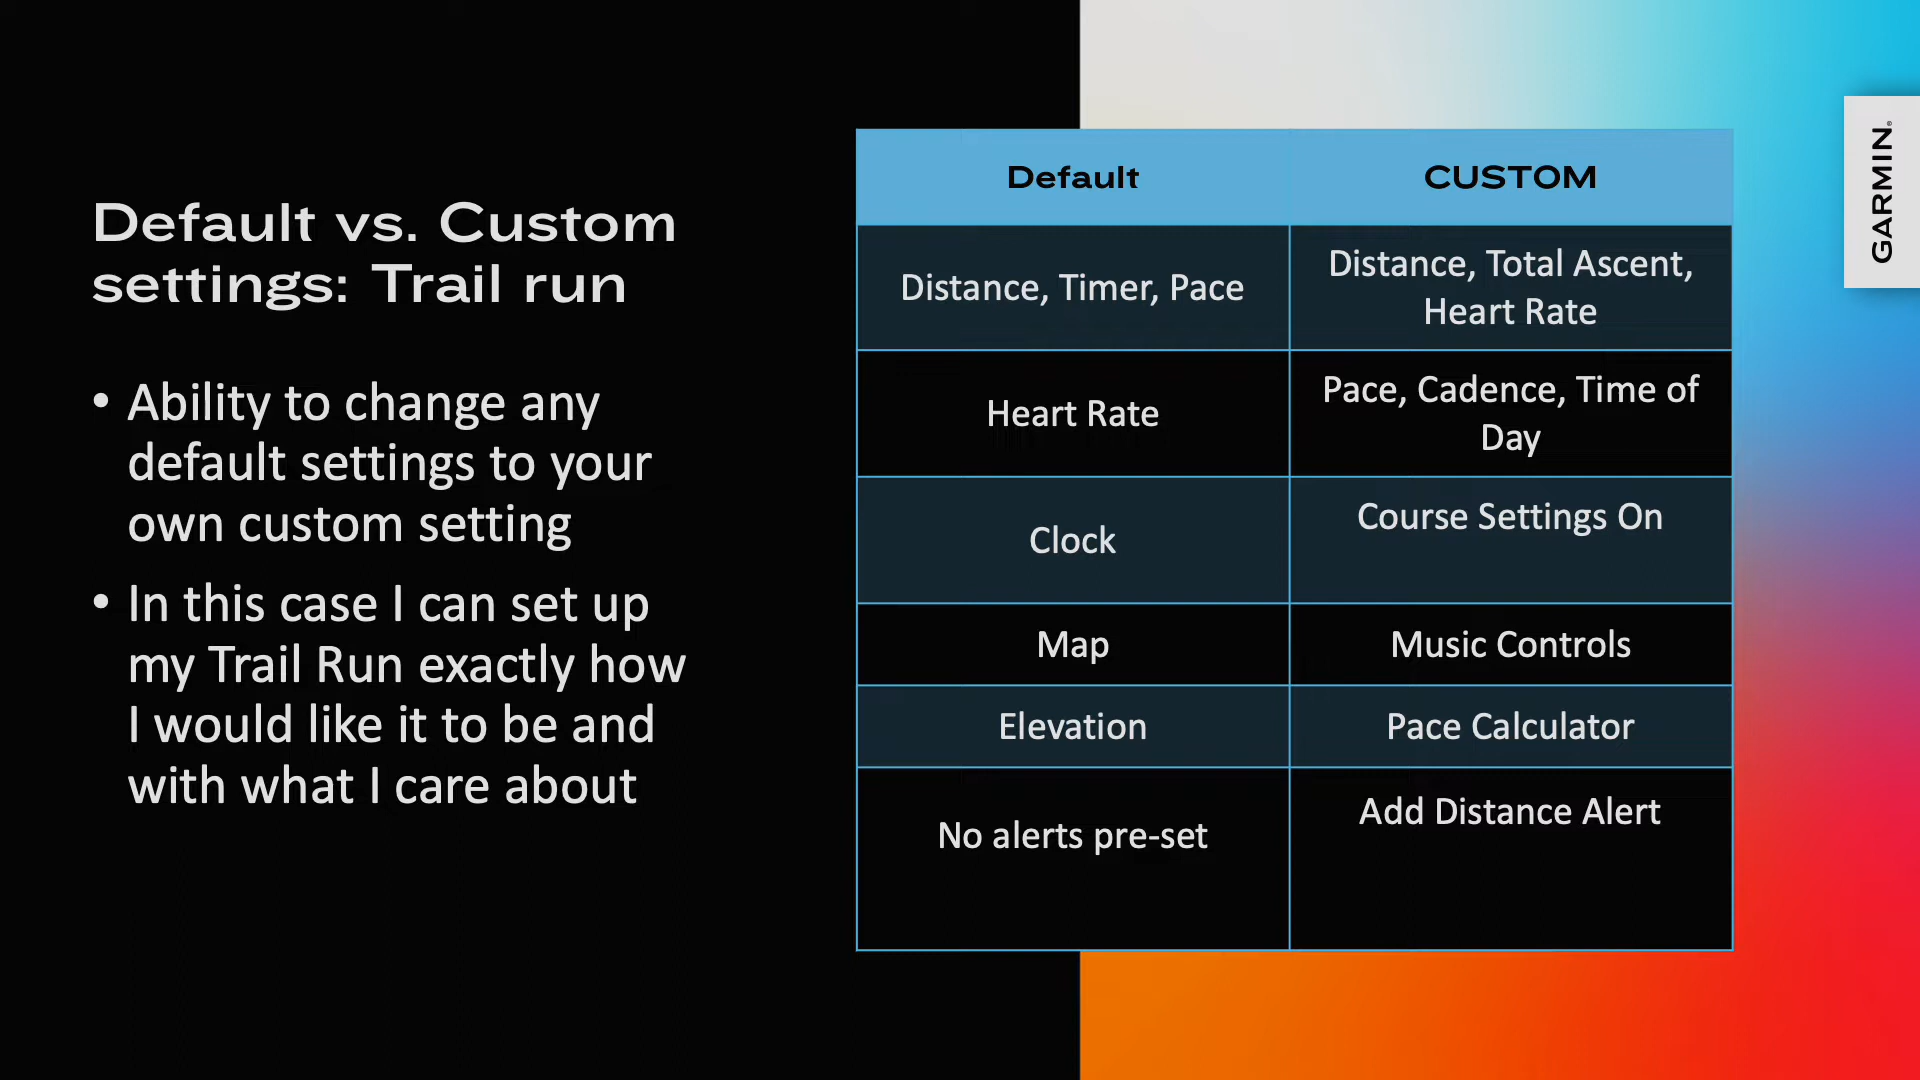 Default vs. Custom
settings: Trail run
• Ability to change any
default settings to your
own custom setting
• In this case I can set up
my Trail Run exactly how
I would like it to be and
with what I care about
Default
CUSTOM
Distance, Timer, Pace
Distance, Total Ascent,
Heart Rate
Heart Rate
Pace, Cadence, Time of
Day
Clock
Course Settings On
Map
Music Controls
Elevation
Pace Calculator
No alerts pre-set
Add Distance Alert
GARMIN®